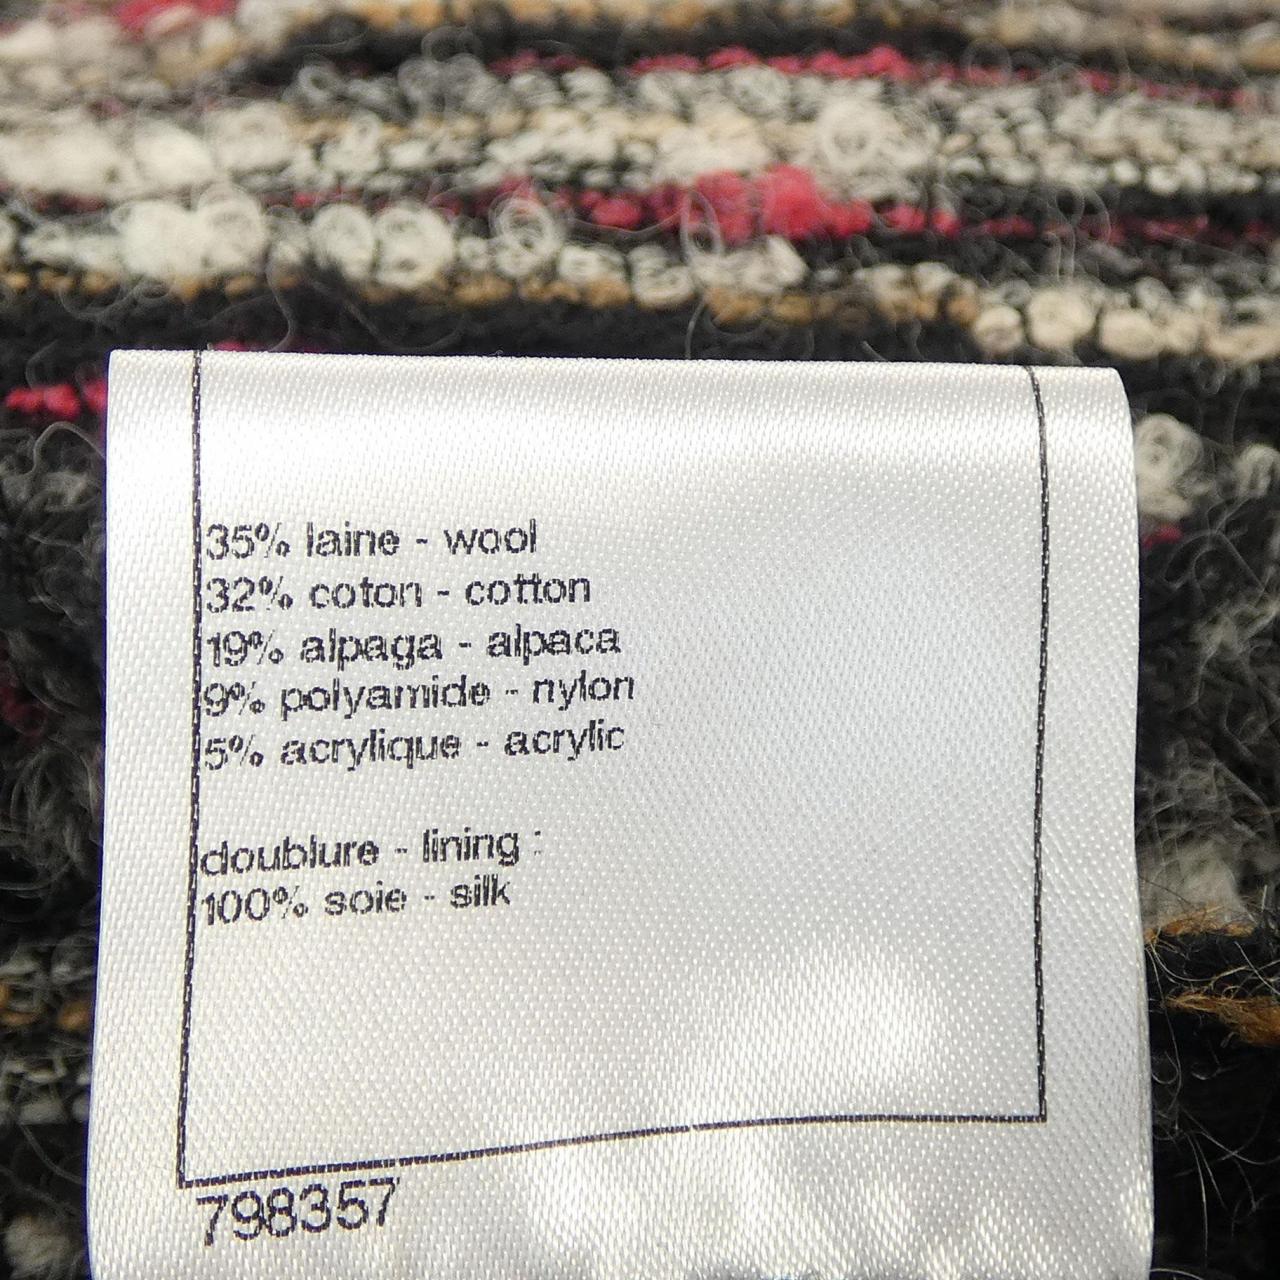 35% laine - wool
32% coton - cotton
19% alpaga - alpaca
9% polyamide - nylon
5% acrylique - acrylic
doublure - lining :
100% soie - silk
798357